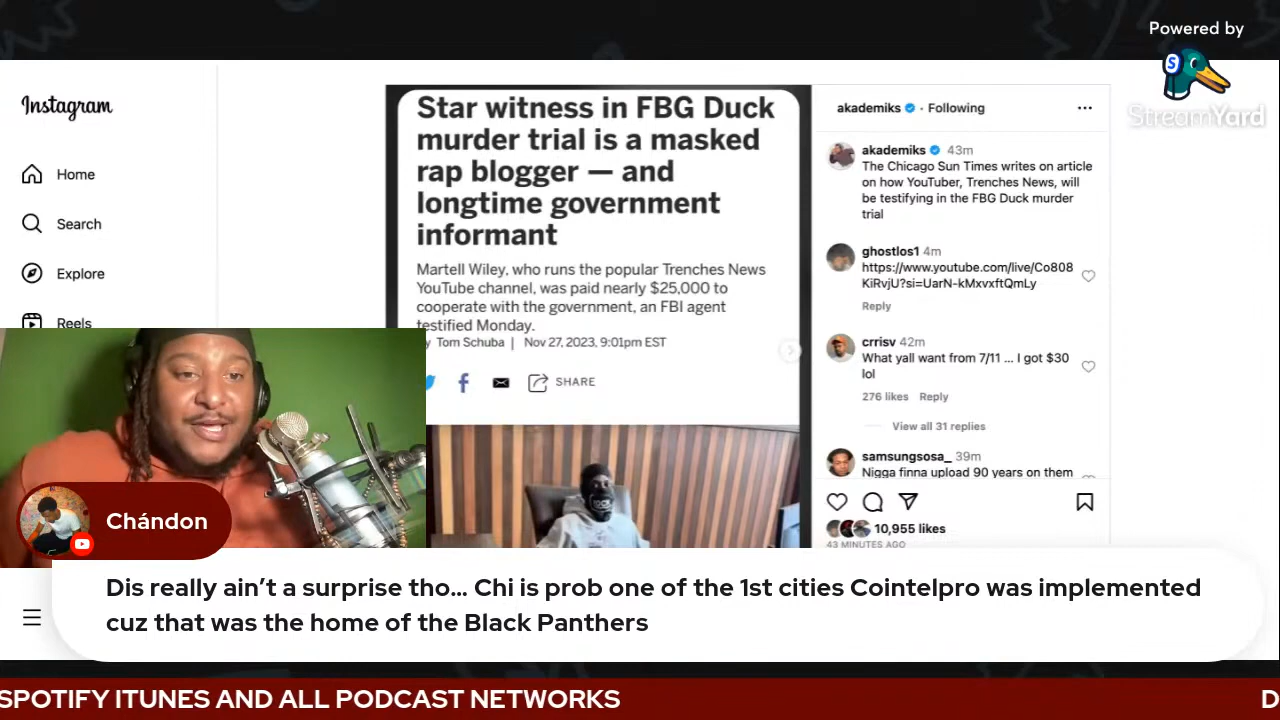 Powered by
StreamYard
Instagram
Home
Search
Explore
Reels
Star witness in FBG Duck
murder trial is a masked
rap blogger — and
longtime government
informant
Martell Wiley, who runs the popular Trenches News
YouTube channel, was paid nearly $25,000 to
cooperate with the government, an FBI agent
testified Monday.
y Tom Schuba | Nov 27, 2023, 9:01pm EST
SHARE
akademiks · Following
akademiks 43m
The Chicago Sun Times writes on article
on how YouTuber, Trenches News, will
be testifying in the FBG Duck murder
trial
ghostlos1 4m
https://www.youtube.com/live/Co808
KiRvjU?si=UarN-kMxvxftQmLy
Reply
crrisv 42m
What yall want from 7/11 ... I got $30
lol
276 likes Reply
View all 31 replies
samsungsosa_ 39m
Nigga finna upload 90 years on them
10,955 likes
43 MINUTES AGO
Chándon
Dis really ain’t a surprise tho... Chi is prob one of the 1st cities Cointelpro was implemented
cuz that was the home of the Black Panthers
SPOTIFY ITUNES AND ALL PODCAST NETWORKS
D